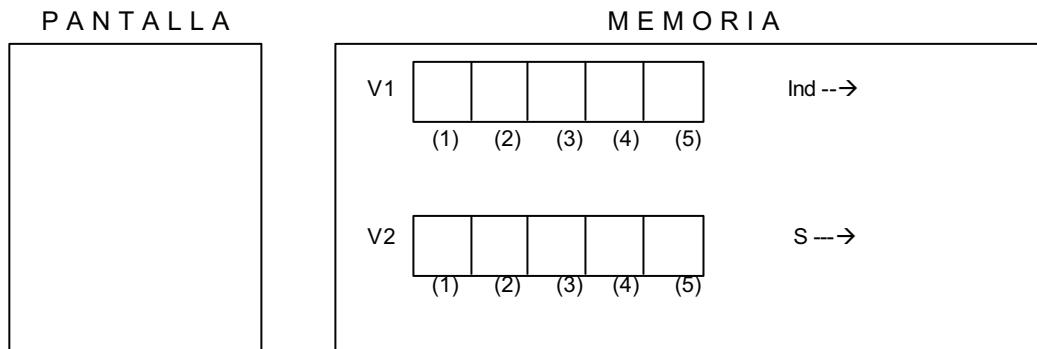 P A N T A L L A M E M O R I A
V1 Ind --→
(1) (2) (3) (4) (5)
V2 S ---→
(1) (2) (3) (4) (5)